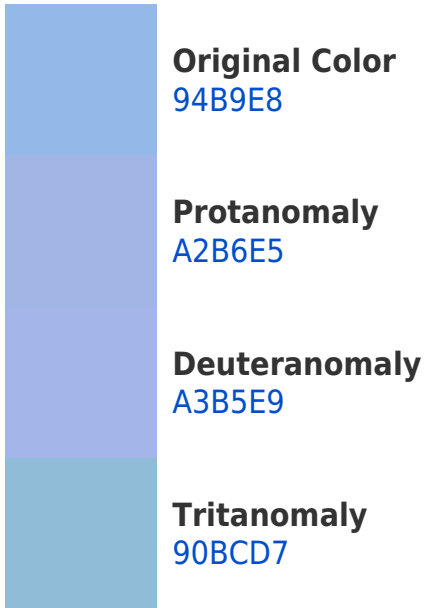 Original Color
94B9E8
Protanomaly
A2B6E5
Deuteranomaly
A3B5E9
Tritanomaly
90BCD7